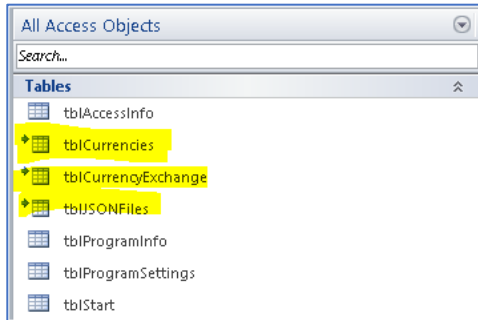 All Access Objects
Search...
Tables
tblAccessInfo
tblCurrencies
tblCurrencyExchange
tblJSONFiles
tblProgramInfo
tblProgramSettings
tblStart